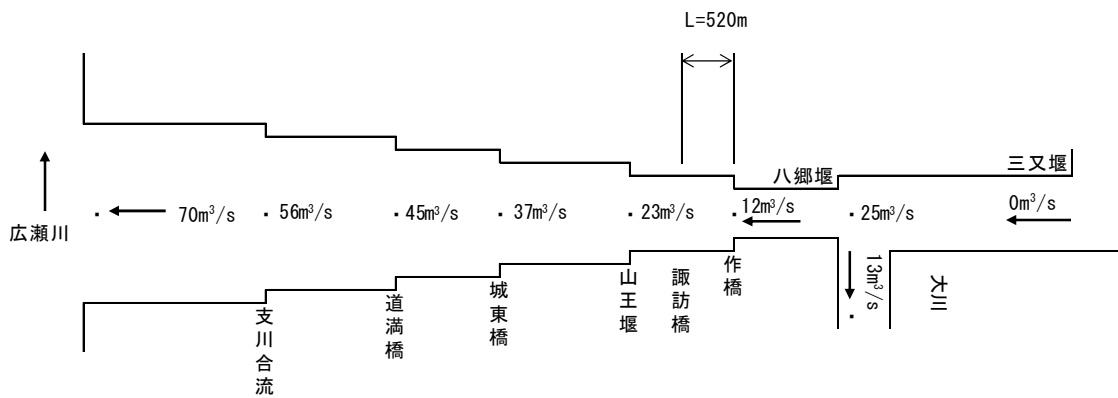 L=520m
三又堰
八郷堰
広瀬川
70m³/s
56m³/s
45m³/s
37m³/s
23m³/s
12m³/s
25m³/s
0m³/s
13m³/s
大川
支川合流
道満橋
城東橋
山王堰
諏訪橋
作橋